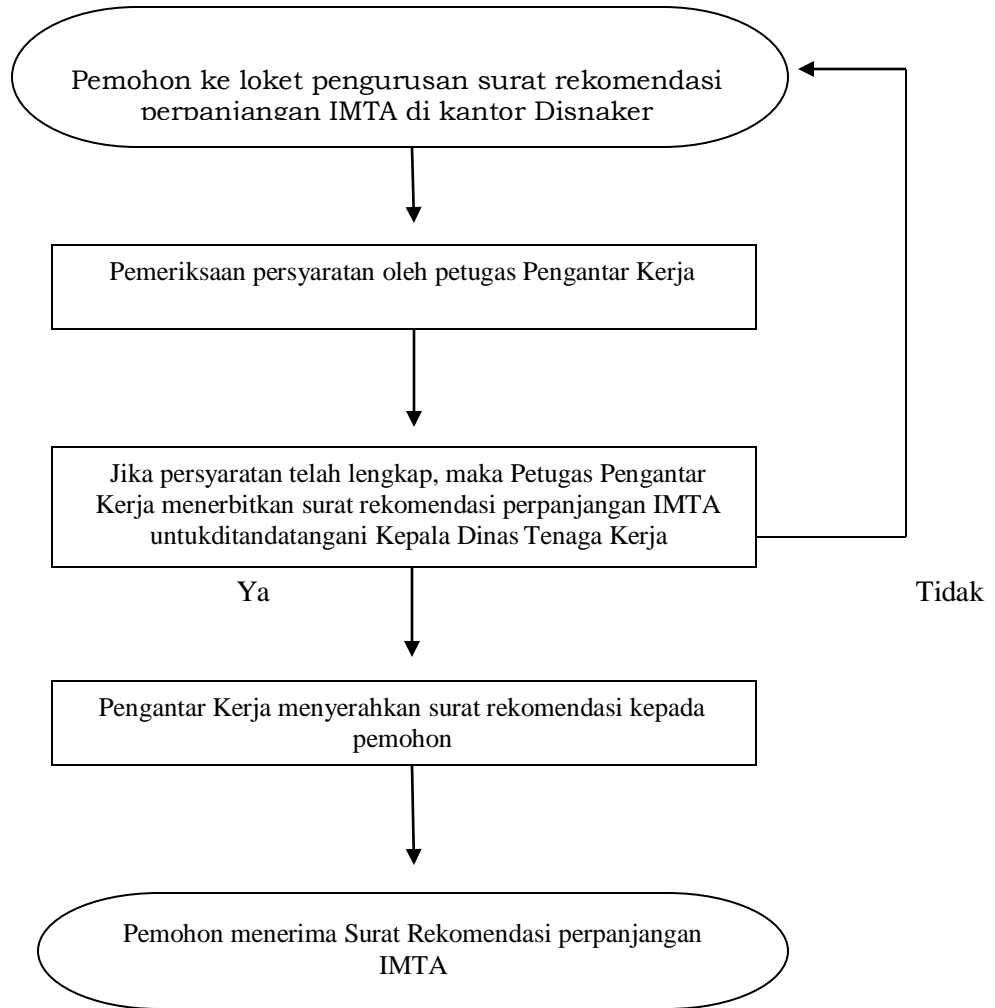 Pemohon ke loket pengurusan surat rekomendasi
perpanjangan IMTA di kantor Disnaker
Pemeriksaan persyaratan oleh petugas Pengantar Kerja
Jika persyaratan telah lengkap, maka Petugas Pengantar
Kerja menerbitkan surat rekomendasi perpanjangan IMTA
untukditandatangani Kepala Dinas Tenaga Kerja
Ya
Tidak
Pengantar Kerja menyerahkan surat rekomendasi kepada
pemohon
Pemohon menerima Surat Rekomendasi perpanjangan
IMTA